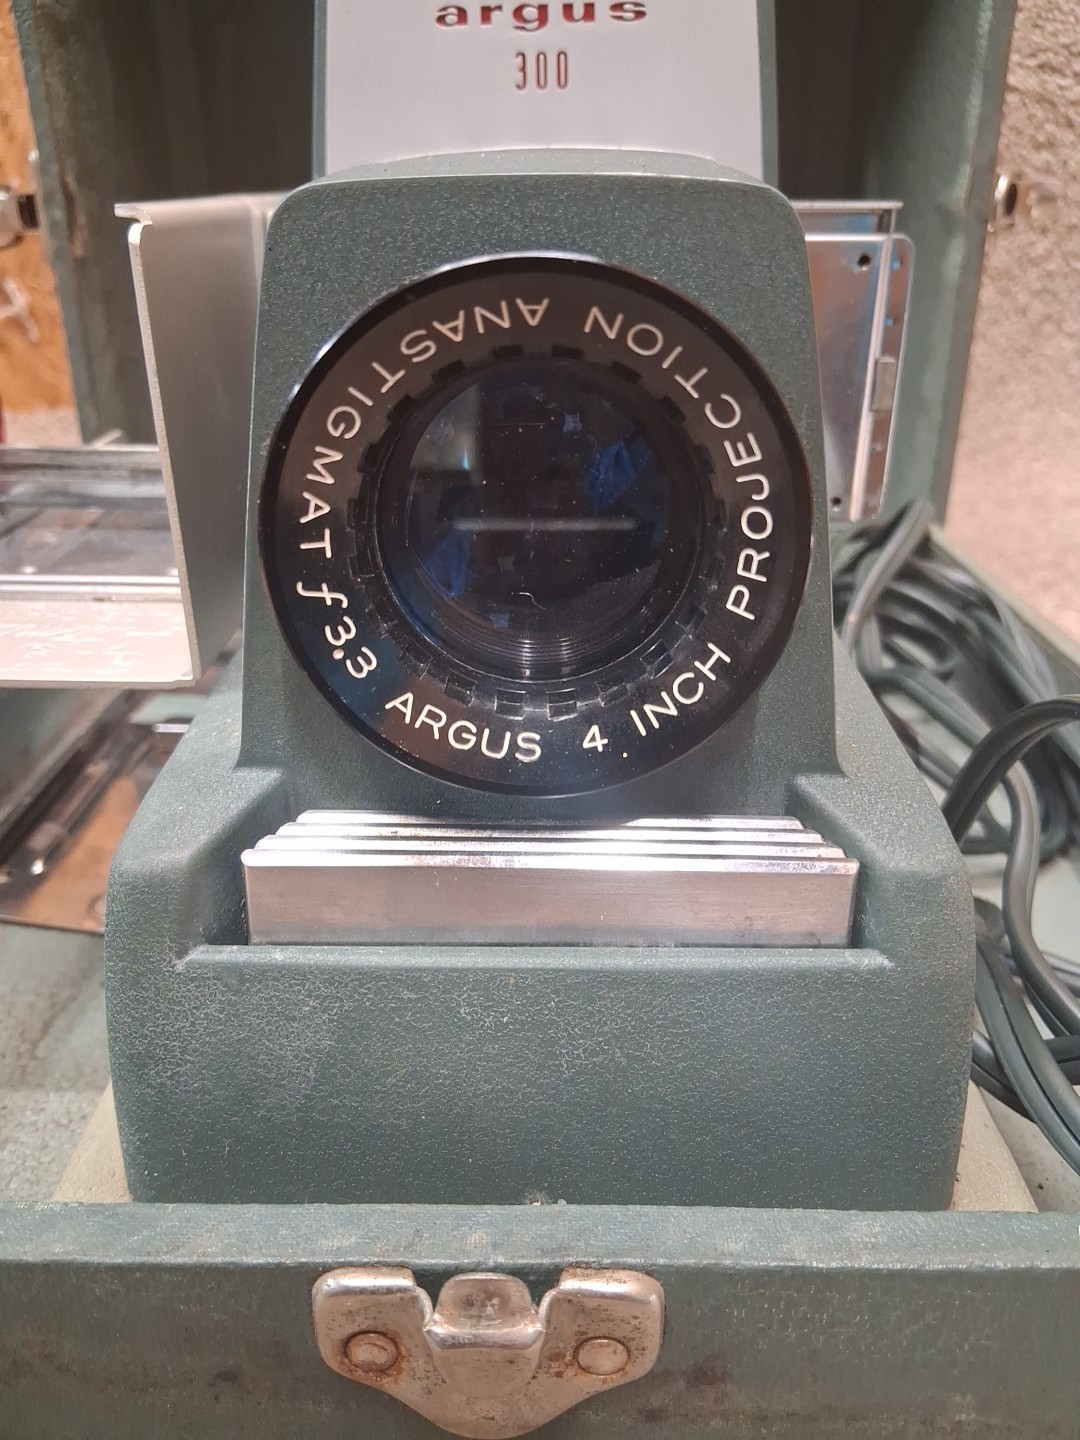 argus
300
ARGUS 4 INCH PROJECTION ANASTIGMAT f3.3